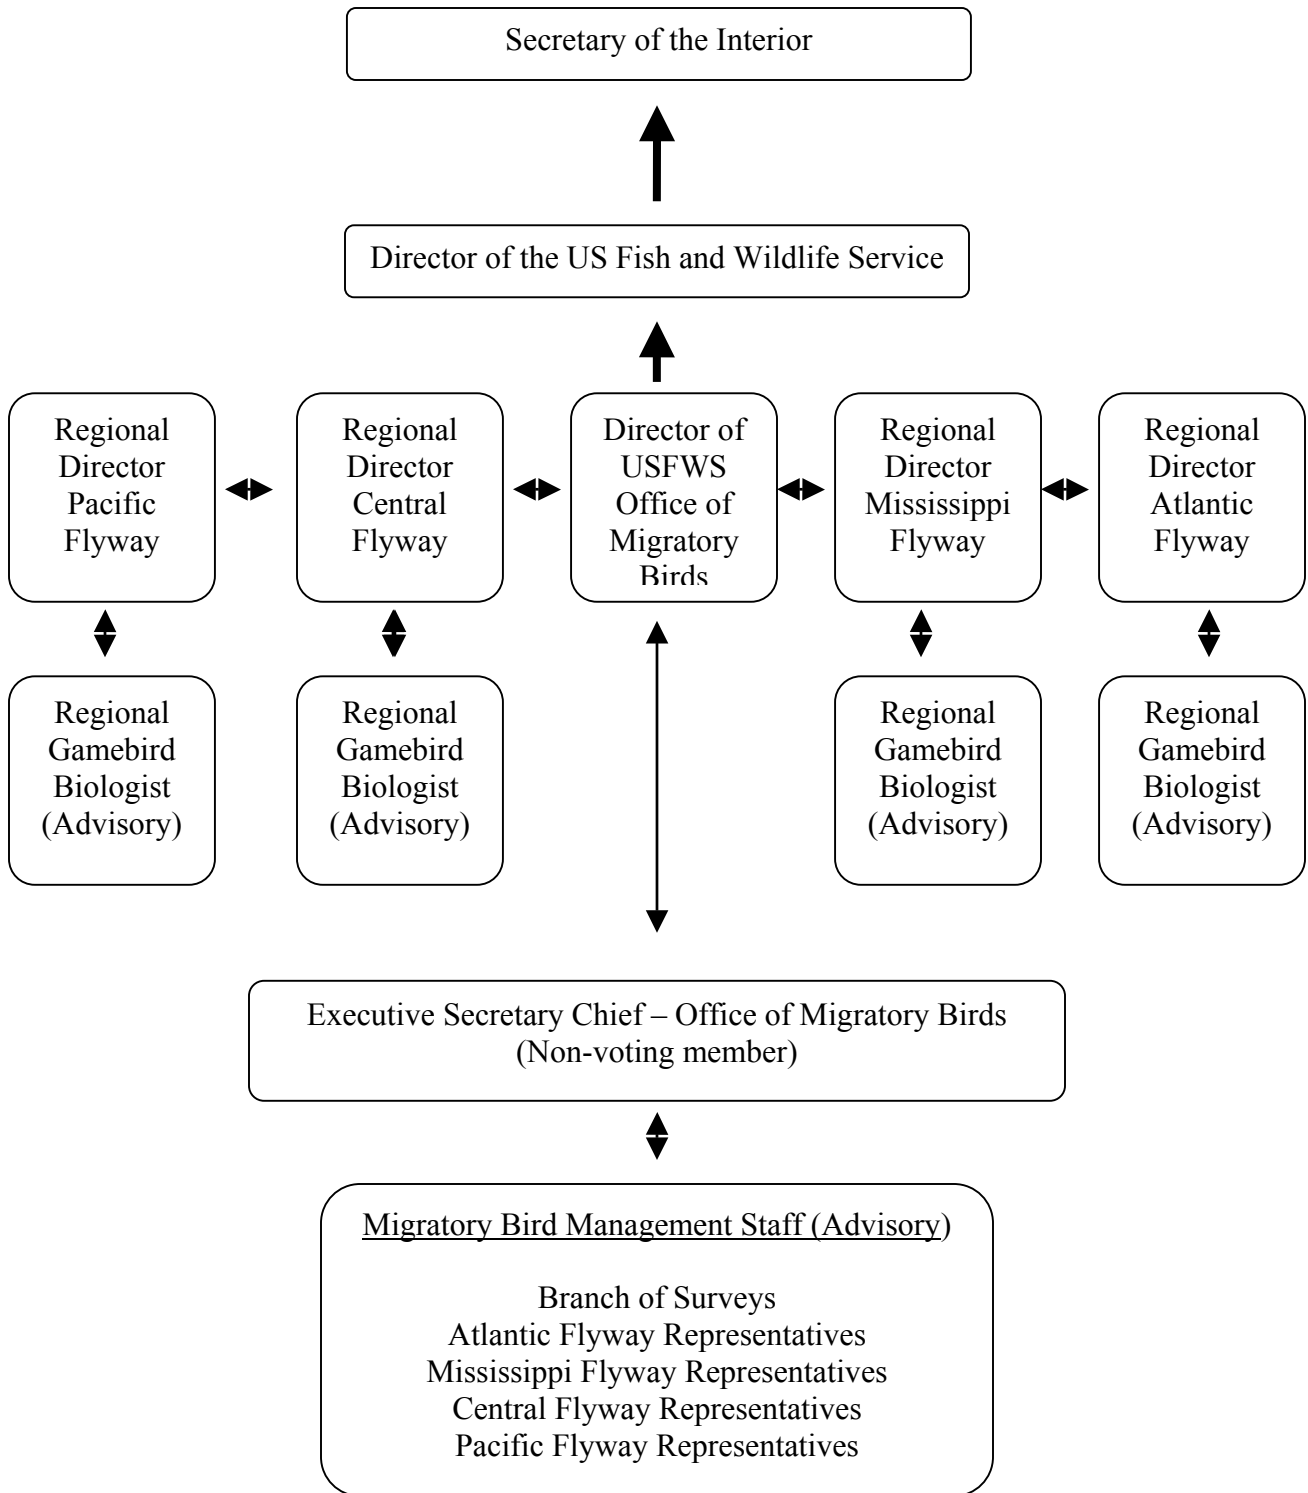 Secretary of the Interior
Director of the US Fish and Wildlife Service
Regional
Director
Pacific
Flyway
Regional
Director
Central
Flyway
Director of
USFWS
Office of
Migratory
Birds
Regional
Director
Mississippi
Flyway
Regional
Director
Atlantic
Flyway
Regional
Gamebird
Biologist
(Advisory)
Regional
Gamebird
Biologist
(Advisory)
Regional
Gamebird
Biologist
(Advisory)
Regional
Gamebird
Biologist
(Advisory)
Executive Secretary Chief – Office of Migratory Birds
(Non-voting member)
Migratory Bird Management Staff (Advisory)
Branch of Surveys
Atlantic Flyway Representatives
Mississippi Flyway Representatives
Central Flyway Representatives
Pacific Flyway Representatives